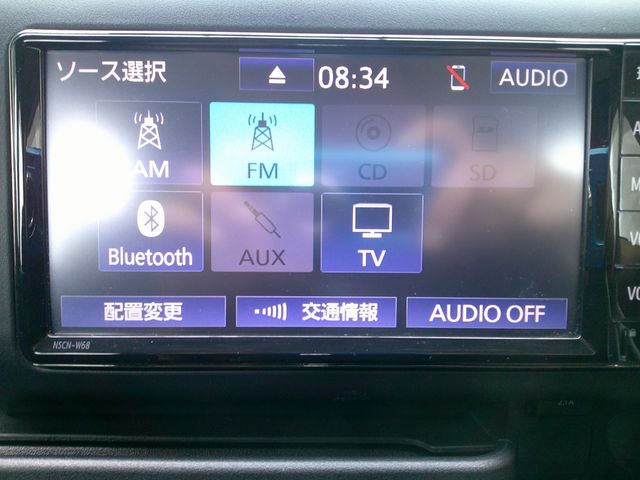 ソース選択
08:34
AUDIO
AM
FM
CD
SD
Bluetooth
AUX
TV
配置変更
交通情報
AUDIO OFF
NSCN-W68